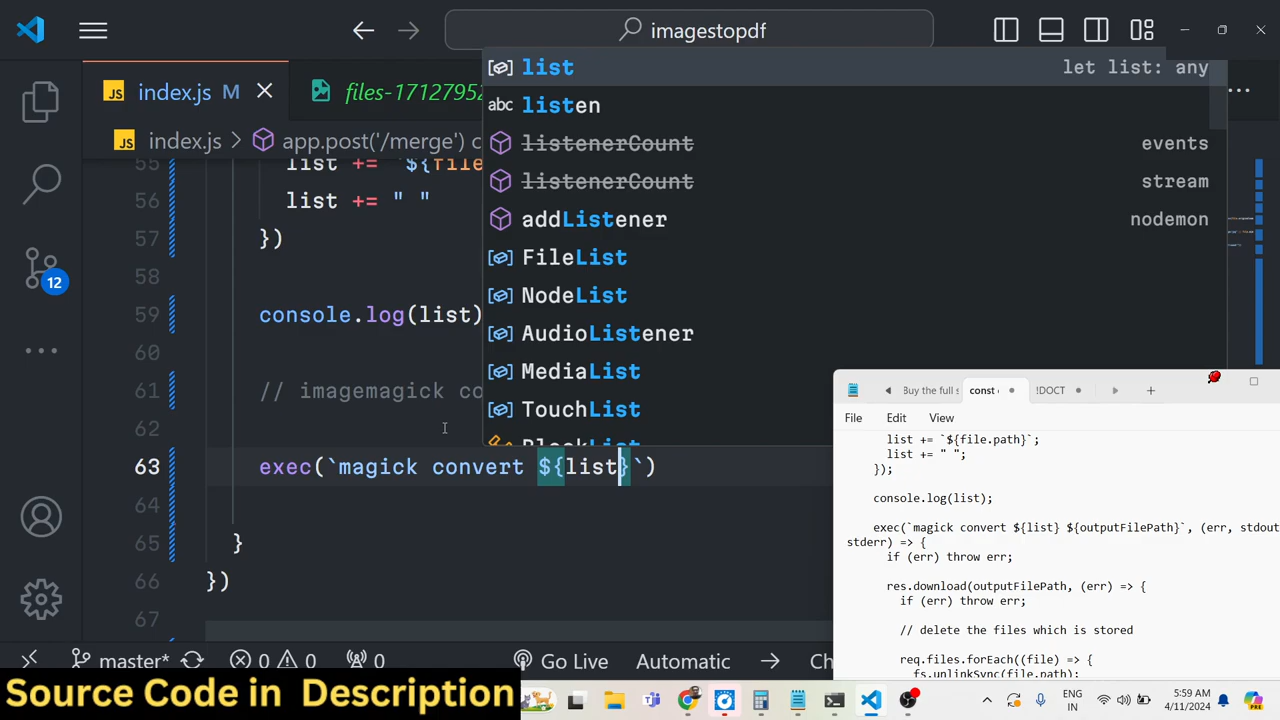 imagestopdf
index.js M
files-17127952
index.js > app.post('/merge') c
list
let list: any
listen
listenerCount
events
listenerCount
stream
addListener
nodemon
FileList
NodeList
AudioListener
MediaList
TouchList
55 list += `${file
56 list += " "
57 })
58
59 console.log(list)
60
61 // imagemagick co
62
63 exec(`magick convert ${list}`)
64
65 }
66 })
67
12
Buy the full s
const
!DOCT
File Edit View
list += `${file.path}`;
list += " ";
});
console.log(list);
exec(`magick convert ${list} ${outputFilePath}`, (err, stdout
stderr) => {
if (err) throw err;
res.download(outputFilePath, (err) => {
if (err) throw err;
// delete the files which is stored
req.files.forEach((file) => {
fs.unlinkSync(file.path);
master* 0 0 0 Go Live Automatic Ch
Source Code in Description
ENG
IN
5:59 AM
4/11/2024